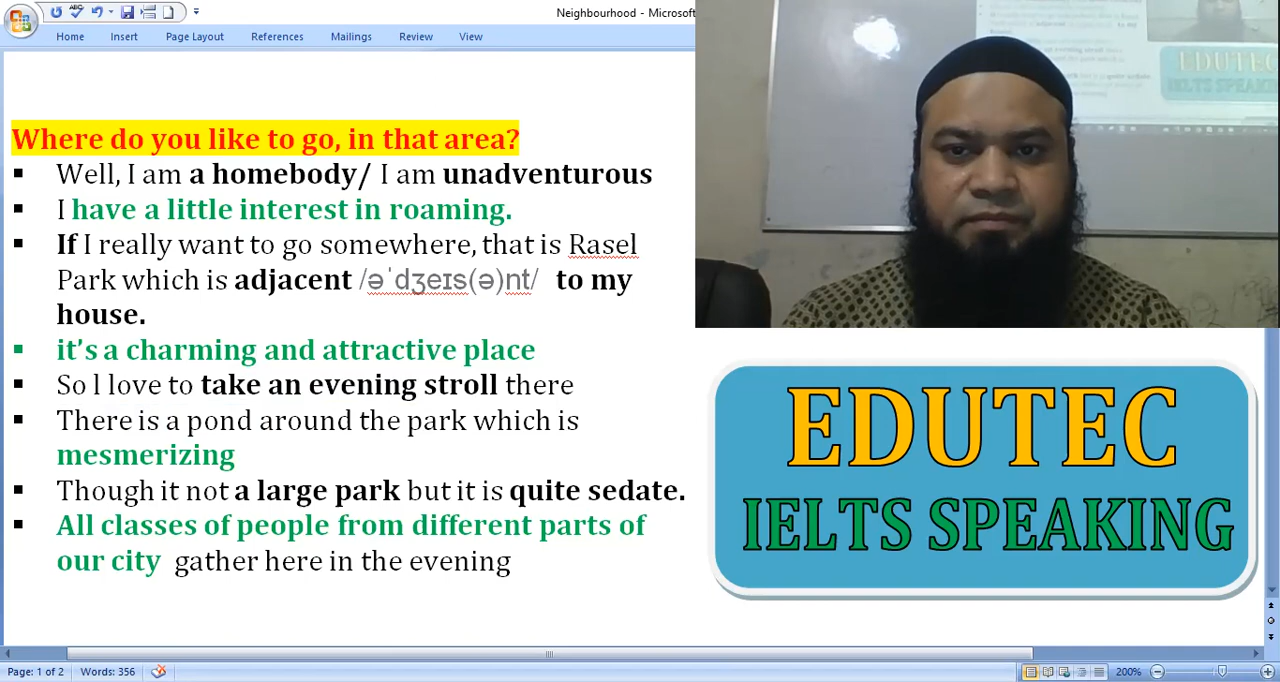 Neighbourhood - Microsoft
Home Insert Page Layout References Mailings Review View
Where do you like to go, in that area?
▪ Well, I am a homebody/ I am unadventurous
▪ I have a little interest in roaming.
▪ If I really want to go somewhere, that is Rasel
Park which is adjacent /əˈdʒeɪs(ə)nt/ to my
house.
▪ it's a charming and attractive place
▪ So l love to take an evening stroll there
▪ There is a pond around the park which is
mesmerizing
▪ Though it not a large park but it is quite sedate.
▪ All classes of people from different parts of
our city gather here in the evening
EDUTEC
IELTS SPEAKING
Page: 1 of 2 Words: 356 200%